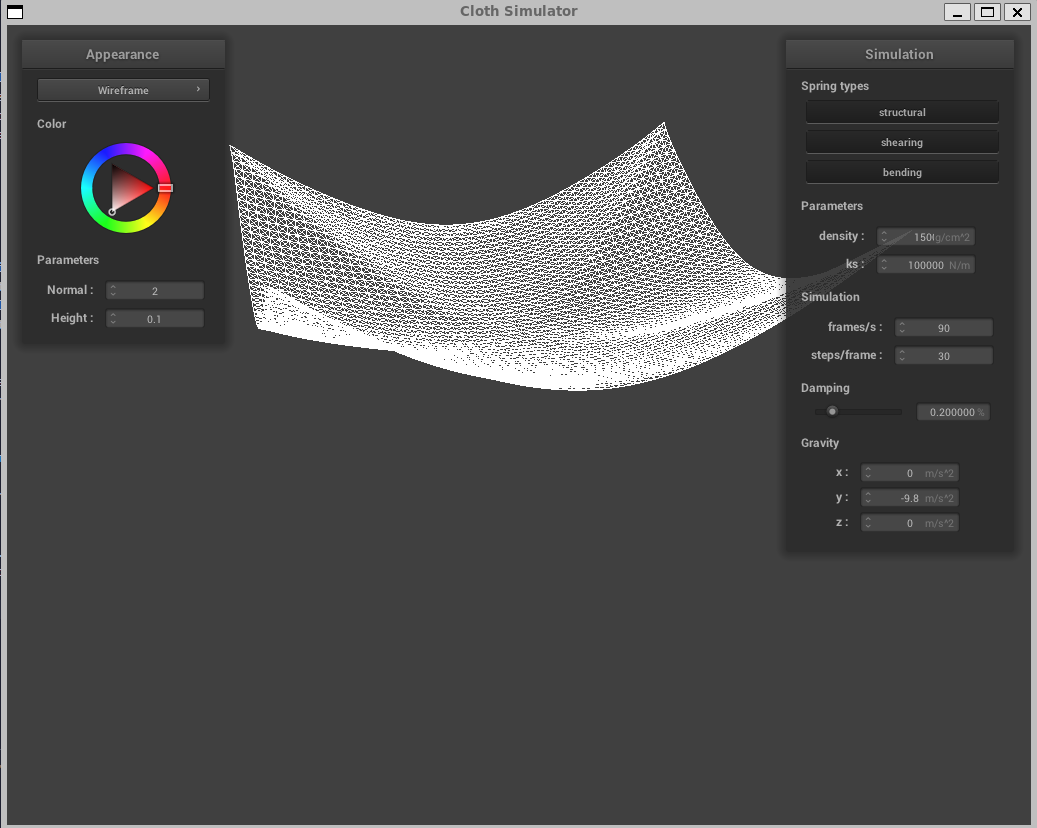 Cloth Simulator
Appearance
Wireframe
Color
Parameters
Normal : 2
Height : 0.1
Simulation
Spring types
structural
shearing
bending
Parameters
density : 150 g/cm^2
ks : 100000 N/m
Simulation
frames/s : 90
steps/frame : 30
Damping
0.200000 %
Gravity
x : 0 m/s^2
y : -9.8 m/s^2
z : 0 m/s^2